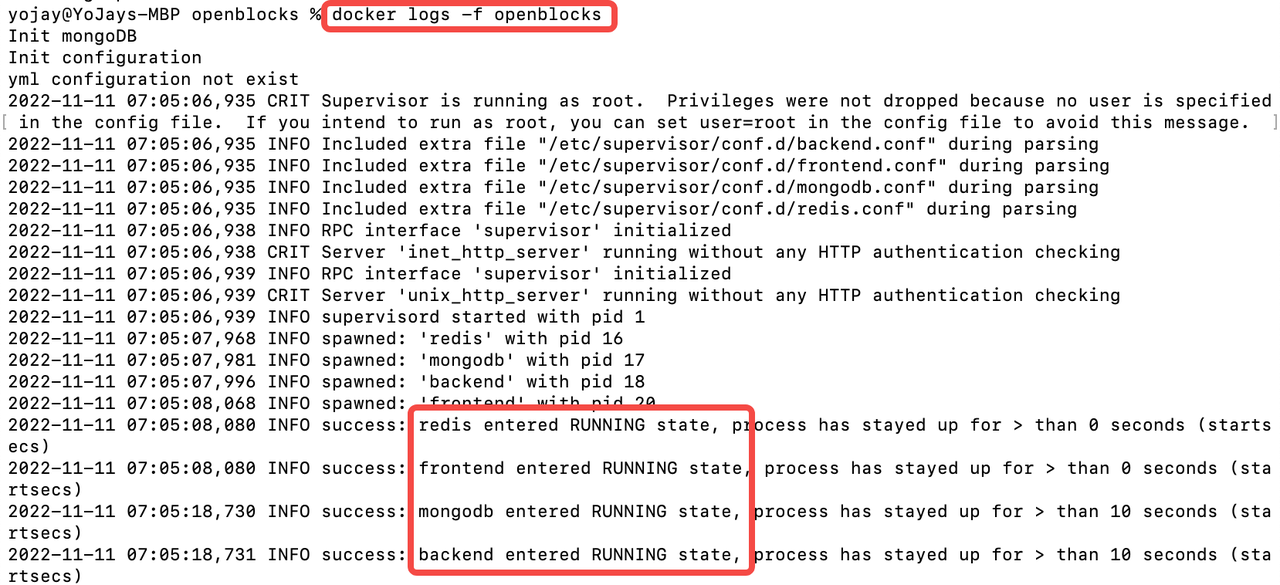 yojay@YoJays-MBP openblocks % docker logs -f openblocks
Init mongoDB
Init configuration
yml configuration not exist
2022-11-11 07:05:06,935 CRIT Supervisor is running as root.  Privileges were not dropped because no user is specified
[ in the config file.  If you intend to run as root, you can set user=root in the config file to avoid this message.  ]
2022-11-11 07:05:06,935 INFO Included extra file "/etc/supervisor/conf.d/backend.conf" during parsing
2022-11-11 07:05:06,935 INFO Included extra file "/etc/supervisor/conf.d/frontend.conf" during parsing
2022-11-11 07:05:06,935 INFO Included extra file "/etc/supervisor/conf.d/mongodb.conf" during parsing
2022-11-11 07:05:06,935 INFO Included extra file "/etc/supervisor/conf.d/redis.conf" during parsing
2022-11-11 07:05:06,938 INFO RPC interface 'supervisor' initialized
2022-11-11 07:05:06,938 CRIT Server 'inet_http_server' running without any HTTP authentication checking
2022-11-11 07:05:06,939 INFO RPC interface 'supervisor' initialized
2022-11-11 07:05:06,939 CRIT Server 'unix_http_server' running without any HTTP authentication checking
2022-11-11 07:05:06,939 INFO supervisord started with pid 1
2022-11-11 07:05:07,968 INFO spawned: 'redis' with pid 16
2022-11-11 07:05:07,981 INFO spawned: 'mongodb' with pid 17
2022-11-11 07:05:07,996 INFO spawned: 'backend' with pid 18
2022-11-11 07:05:08,068 INFO spawned: 'frontend' with pid 20
2022-11-11 07:05:08,080 INFO success: redis entered RUNNING state, process has stayed up for > than 0 seconds (starts
ecs)
2022-11-11 07:05:08,080 INFO success: frontend entered RUNNING state, process has stayed up for > than 0 seconds (sta
rtsecs)
2022-11-11 07:05:18,730 INFO success: mongodb entered RUNNING state, process has stayed up for > than 10 seconds (sta
rtsecs)
2022-11-11 07:05:18,731 INFO success: backend entered RUNNING state, process has stayed up for > than 10 seconds (sta
rtsecs)